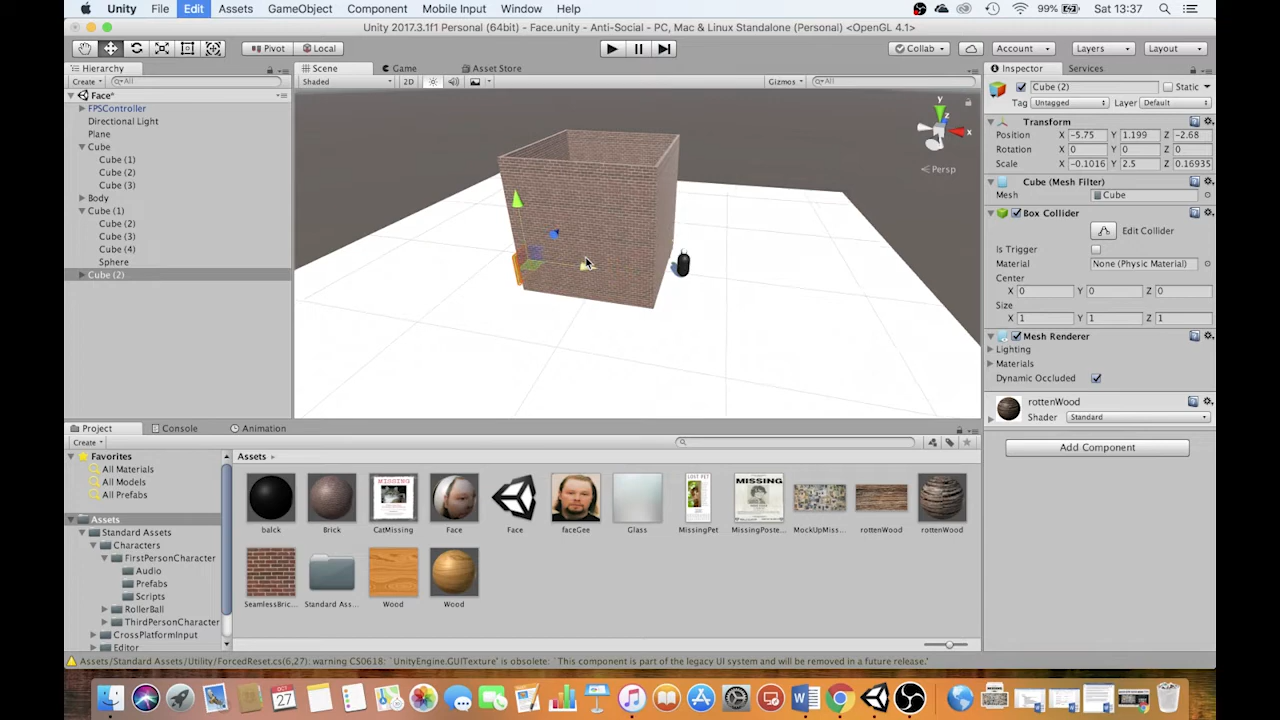 Unity File Edit Assets GameObject Component Mobile Input Window Help 99% Sat 13:37
Unity 2017.3.1f1 Personal (64bit) - Face.unity - Anti-Social - PC, Mac & Linux Standalone (Personal) <OpenGL 4.1>
Pivot Local Collab Account Layers Layout
Hierarchy
Create All
Face*
FPSController
Directional Light
Plane
Cube
Cube (1)
Cube (2)
Cube (3)
Body
Cube (1)
Cube (2)
Cube (3)
Cube (4)
Sphere
Cube (2)
Scene Game Asset Store
Shaded 2D Gizmos All
y
z
x
Persp
Inspector Services
Cube (2) Static
Tag Untagged Layer Default
Transform
Position X -5.75 Y 1.199 Z -2.68
Rotation X 0 Y 0 Z 0
Scale X -0.1016 Y 2.5 Z 0.16935
Cube (Mesh Filter)
Mesh Cube
Box Collider
Edit Collider
Is Trigger
Material None (Physic Material)
Center
X 0 Y 0 Z 0
Size
X 1 Y 1 Z 1
Mesh Renderer
Lighting
Materials
Dynamic Occluded
rottenWood
Shader Standard
Add Component
Project Console Animation
Create
Favorites
All Materials
All Models
All Prefabs
Assets
Standard Assets
Characters
FirstPersonCharacter
Audio
Prefabs
Scripts
RollerBall
ThirdPersonCharacter
CrossPlatformInput
Editor
Assets
MISSING LOST PET MISSING
balck Brick CatMissing Face Face faceGee Glass MissingPet MissingPoste... MockUpMiss... rottenWood rottenWood
SeamlessBric... Standard Ass... Wood Wood
Assets/Standard Assets/Utility/ForcedReset.cs(6,27): warning CS0618: `UnityEngine.GUITexture' is obsolete: `This component is part of the legacy UI system and will be removed in a future release.'
OCT
27